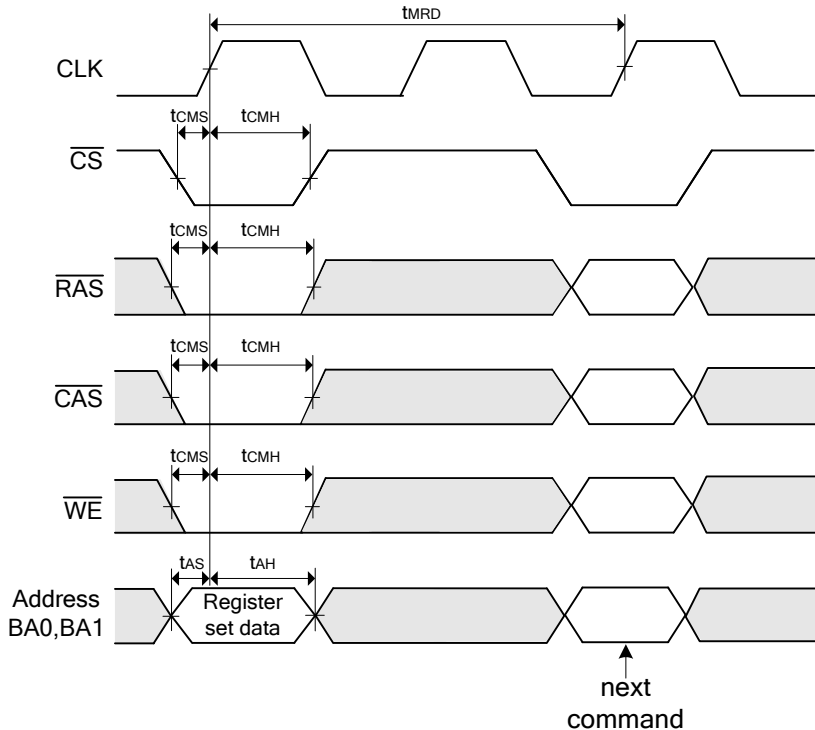 tMRD
CLK
tCMS tCMH
CS
tCMS tCMH
RAS
tCMS tCMH
CAS
tCMS tCMH
WE
tAS tAH
Address
BA0,BA1
Register
set data
next
command